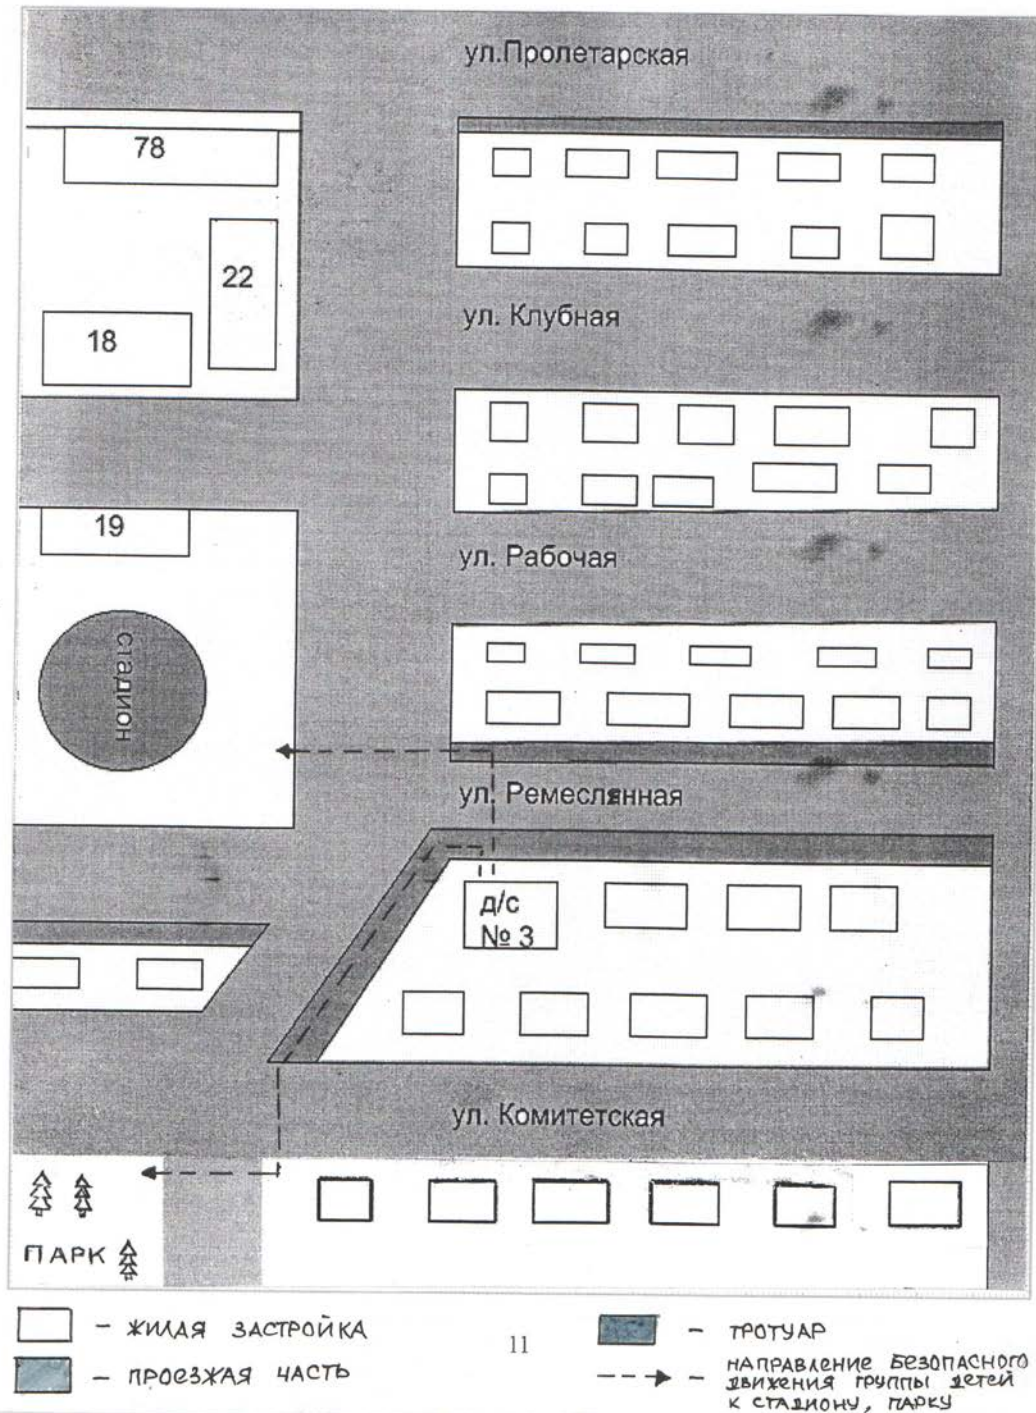 ул.Пролетарская
78
22
18
ул. Клубная
19
ул. Рабочая
стадион
ул. Ремеслянная
д/с
№ 3
ул. Комитетская
ПАРК
- ЖИЛАЯ ЗАСТРОЙКА
- ПРОЕЗЖАЯ ЧАСТЬ
11
- ТРОТУАР
- НАПРАВЛЕНИЕ БЕЗОПАСНОГО
ДВИЖЕНИЯ ГРУППЫ ДЕТЕЙ
К СТАДИОНУ, ПАРКУ